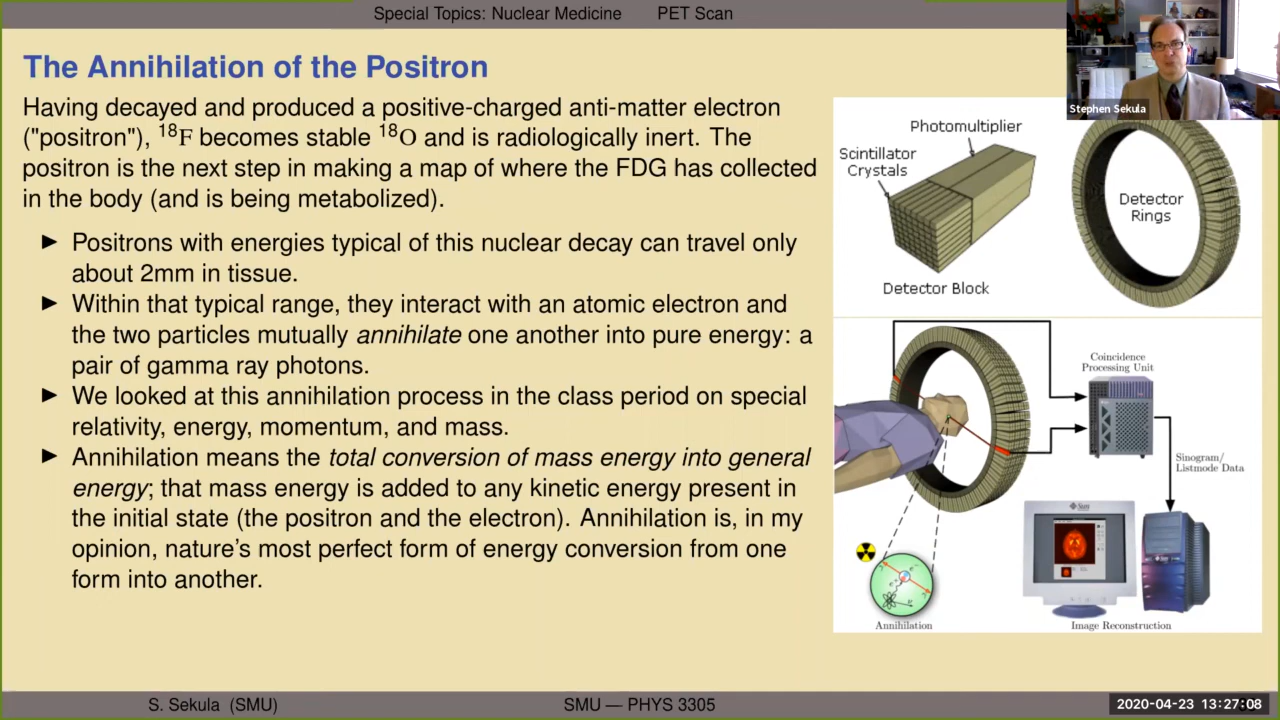 Special Topics: Nuclear Medicine PET Scan
Stephen Sekula
The Annihilation of the Positron
Having decayed and produced a positive-charged anti-matter electron
("positron"), ¹⁸F becomes stable ¹⁸O and is radiologically inert. The
positron is the next step in making a map of where the FDG has collected
in the body (and is being metabolized).
► Positrons with energies typical of this nuclear decay can travel only
about 2mm in tissue.
► Within that typical range, they interact with an atomic electron and
the two particles mutually annihilate one another into pure energy: a
pair of gamma ray photons.
► We looked at this annihilation process in the class period on special
relativity, energy, momentum, and mass.
► Annihilation means the total conversion of mass energy into general
energy; that mass energy is added to any kinetic energy present in
the initial state (the positron and the electron). Annihilation is, in my
opinion, nature's most perfect form of energy conversion from one
form into another.
Photomultiplier
Scintillator
Crystals
Detector Block
Detector
Rings
Coincidence
Processing Unit
Sinogram/
Listmode Data
Annihilation
Image Reconstruction
S. Sekula (SMU)
SMU — PHYS 3305
2020-04-23 13:27:08